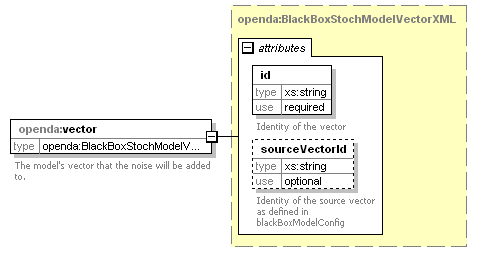 openda:BlackBoxStochModelVectorXML
attributes
id
type xs:string
use required
Identity of the vector
openda:vector
type openda:BlackBoxStochModelV...
The model's vector that the noise will be added
to.
sourceVectorId
type xs:string
use optional
Identity of the source vector
as defined in
blackBoxModelConfig